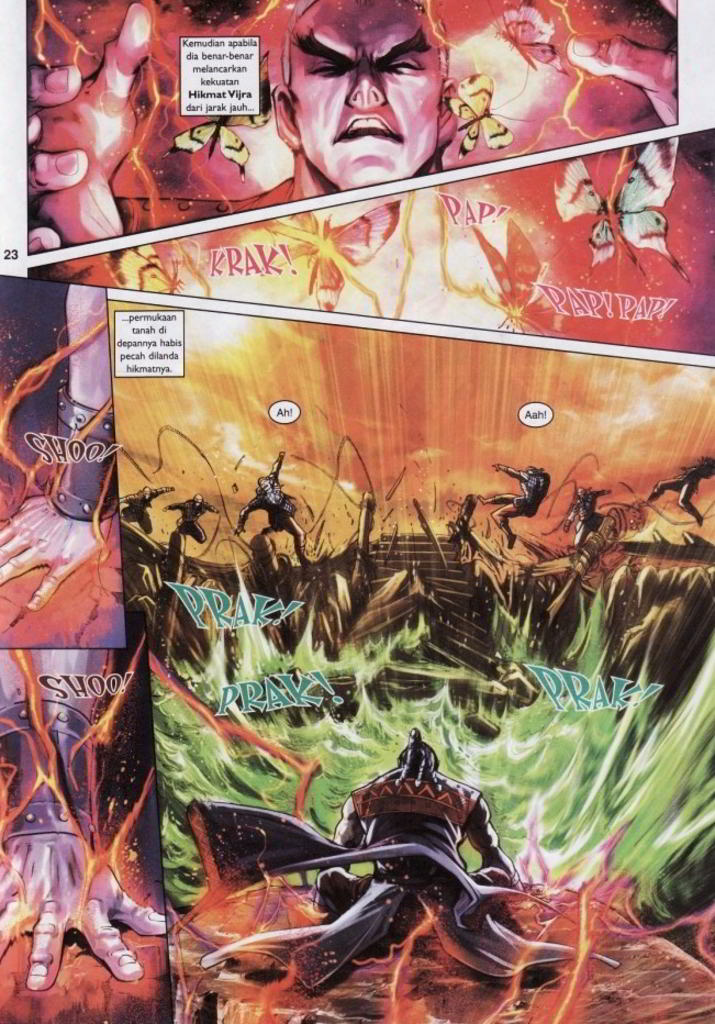 Kemudian apabila
dia benar-benar
melancarkan
kekuatan
Hikmat Vijra
dari jarak jauh...
PAP!
KRAK!
PAP! PAP!
23
...permukaan
tanah di
depannya habis
pecah dilanda
hikmatnya.
Ah!
Aah!
SHOO!
PRAK!
PRAK!
PRAK!
SHOO!